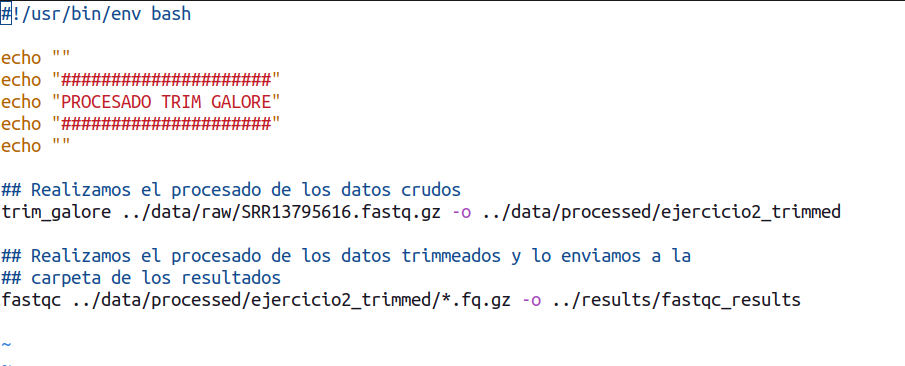 #!/usr/bin/env bash
echo ""
echo "#####################"
echo "PROCESADO TRIM GALORE"
echo "#####################"
echo ""
## Realizamos el procesado de los datos crudos
trim_galore ../data/raw/SRR13795616.fastq.gz -o ../data/processed/ejercicio2_trimmed
## Realizamos el procesado de los datos trimmeados y lo enviamos a la
## carpeta de los resultados
fastqc ../data/processed/ejercicio2_trimmed/*.fq.gz -o ../results/fastqc_results
~